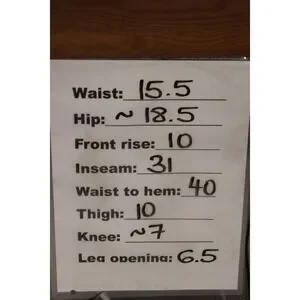 Waist: 15.5
Hip: ~ 18.5
Front rise: 10
Inseam: 31
Waist to hem: 40
Thigh: 10
Knee: ~7
Leg opening: 6.5